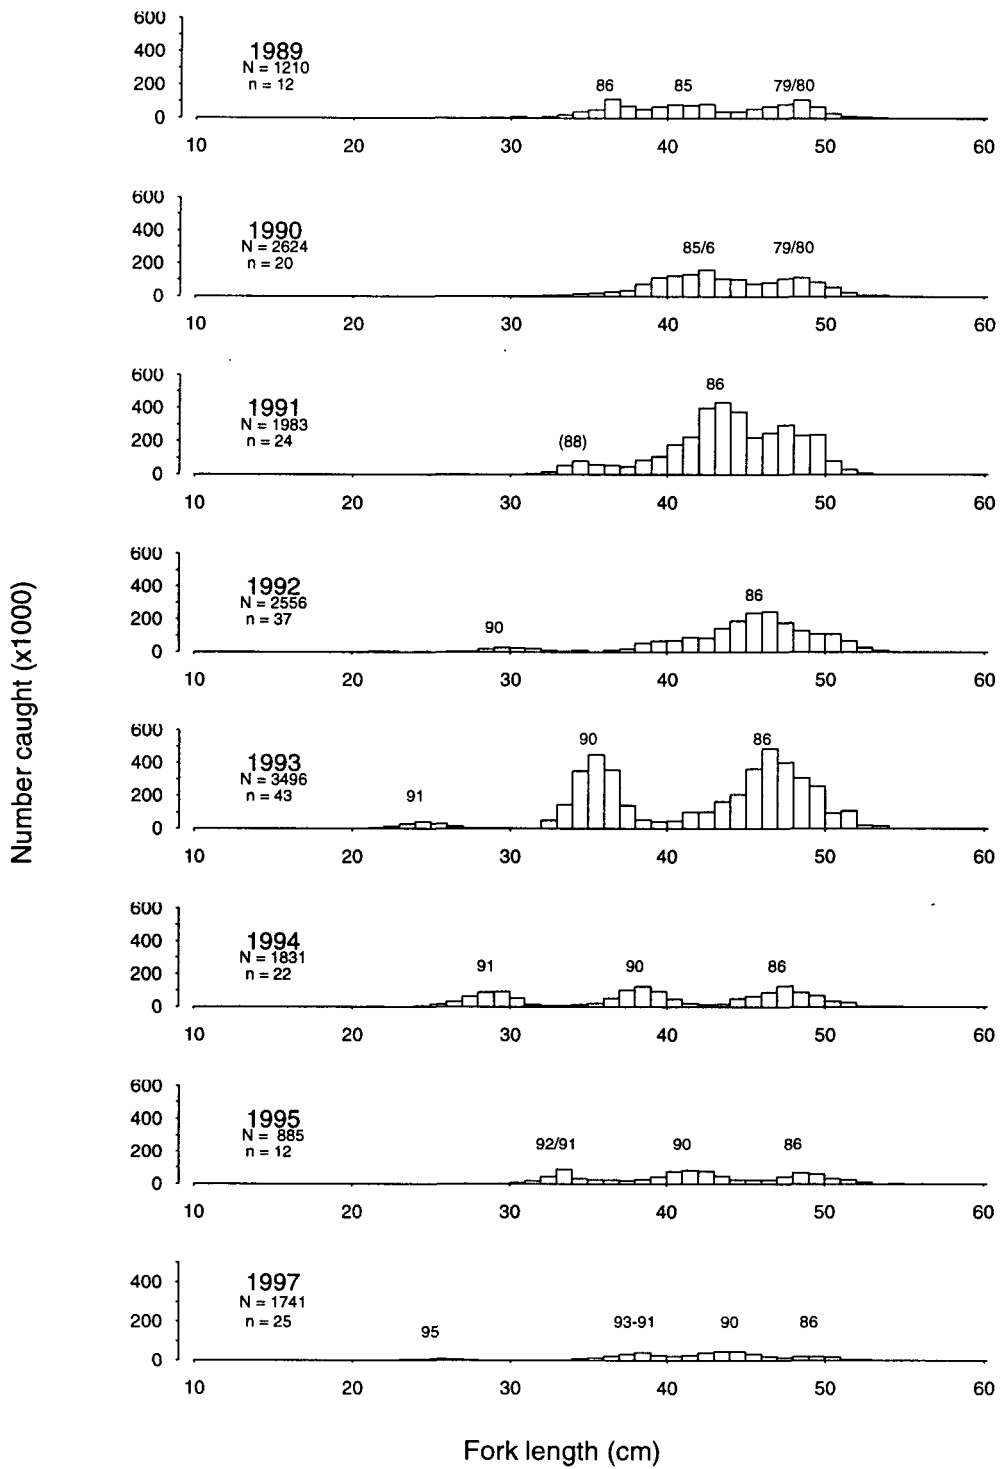 Number caught (x1000)
600
400
200
0
1989
N = 1210
n = 12
86
85
79/80
10 20 30 40 50 60
600
400
200
0
1990
N = 2624
n = 20
85/6
79/80
10 20 30 40 50 60
600
400
200
0
1991
N = 1983
n = 24
(88)
86
10 20 30 40 50 60
600
400
200
0
1992
N = 2556
n = 37
90
86
10 20 30 40 50 60
600
400
200
0
1993
N = 3496
n = 43
91
90
86
10 20 30 40 50 60
600
400
200
0
1994
N = 1831
n = 22
91
90
86
10 20 30 40 50 60
600
400
200
0
1995
N = 885
n = 12
92/91
90
86
10 20 30 40 50 60
400
200
0
1997
N = 1741
n = 25
95
93-91
90
86
10 20 30 40 50 60
Fork length (cm)